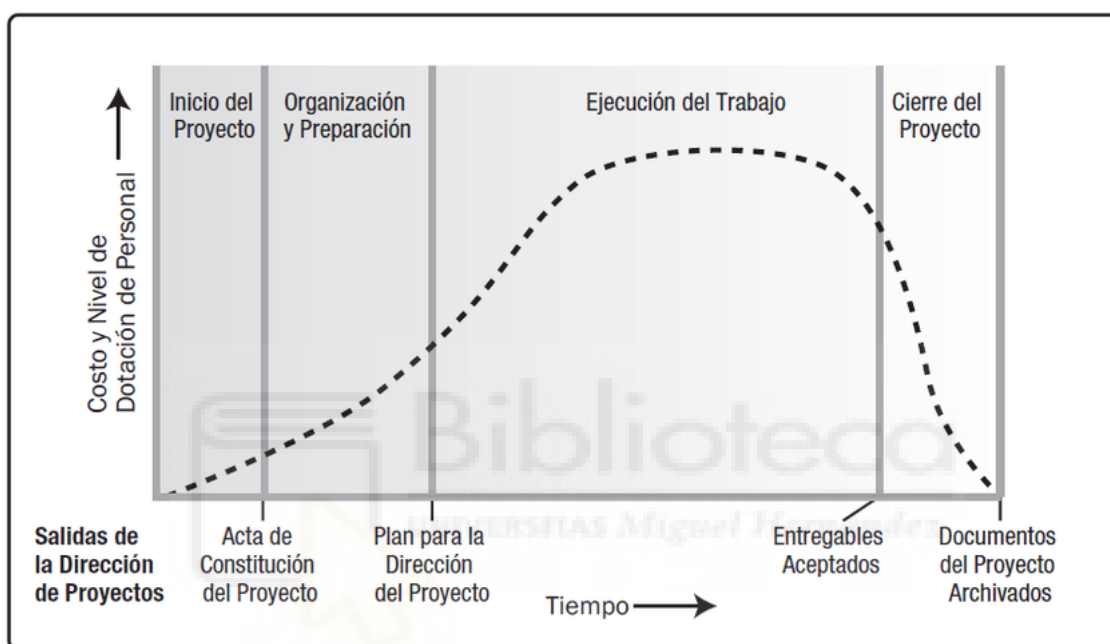 Inicio del
Proyecto
Organización
y Preparación
Ejecución del Trabajo
Cierre del
Proyecto
Costo y Nivel de
Dotación de Personal
Salidas de
la Dirección
de Proyectos
Acta de
Constitución
del Proyecto
Plan para la
Dirección
del Proyecto
Entregables
Aceptados
Documentos
del Proyecto
Archivados
Tiempo
Biblioteca
UNIVERSITAS Miguel Hernández